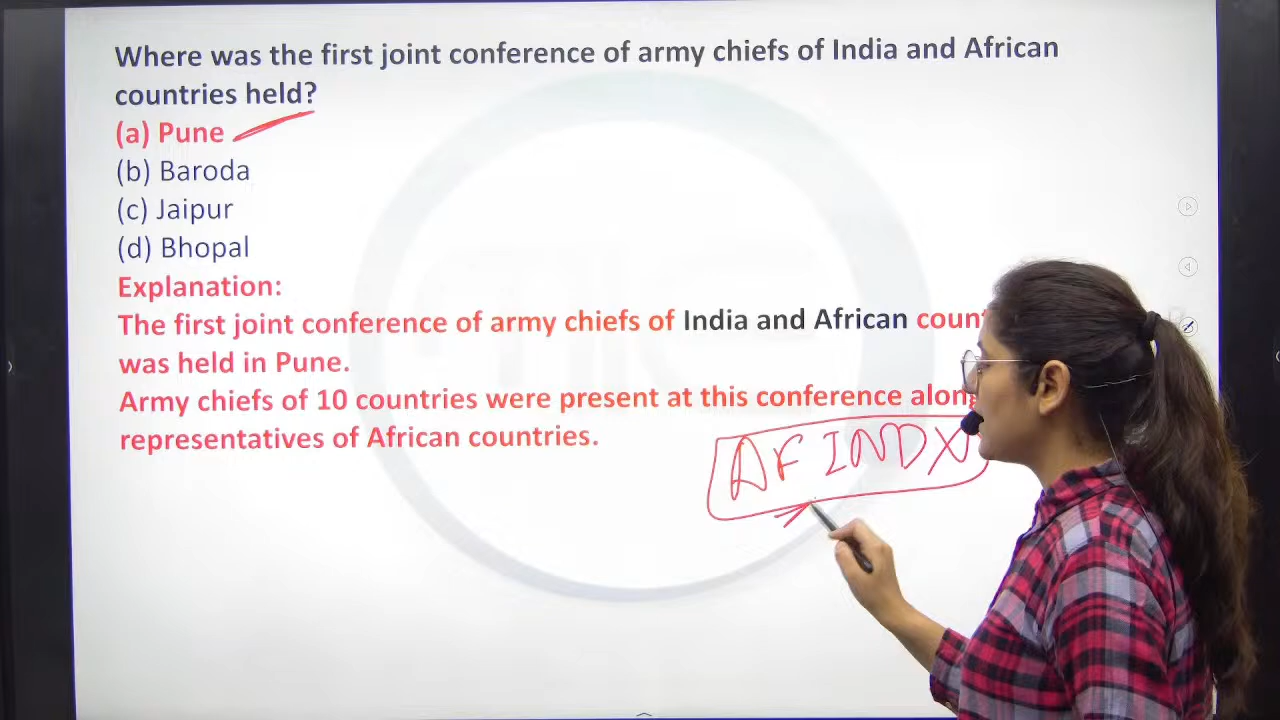 Where was the first joint conference of army chiefs of India and African
countries held?
(a) Pune
(b) Baroda
(c) Jaipur
(d) Bhopal
Explanation:
The first joint conference of army chiefs of India and African
was held in Pune.
Army chiefs of 10 countries were present at this conference along
representatives of African countries.
AF INDX